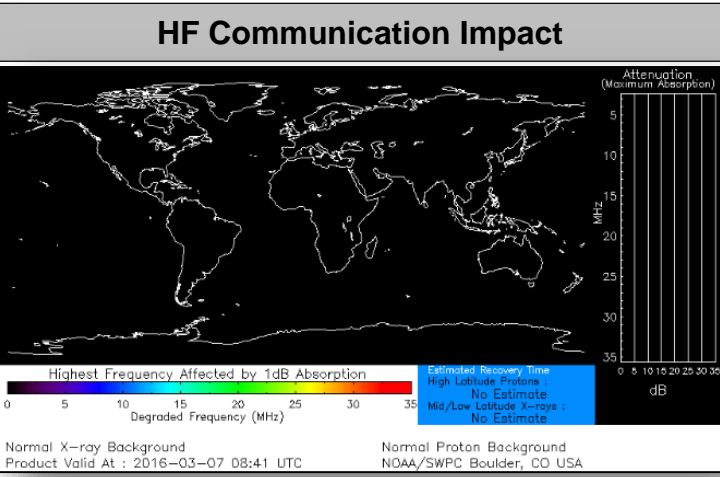 HF Communication Impact
Attenuation
(Maximum Absorption)
5
10
15
20
25
30
35
MHz
0 5 10 15 20 25 30 35
dB
Highest Frequency Affected by 1dB Absorption
0 5 10 15 20 25 30 35
Degraded Frequency (MHz)
Estimated Recovery Time
High Latitude Protons :
No Estimate
Mid/Low Latitude X-rays :
No Estimate
Normal X-ray Background
Product Valid At : 2016-03-07 08:41 UTC
Normal Proton Background
NOAA/SWPC Boulder, CO USA